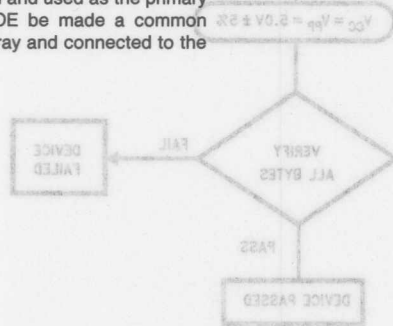 and used as the primary
OE be made a common
ray and connected to the
VCC = VPP = 5.0V ± 5%
VERIFY
ALL BYTES
FAIL
DEVICE
FAILED
PASS
DEVICE PASSED